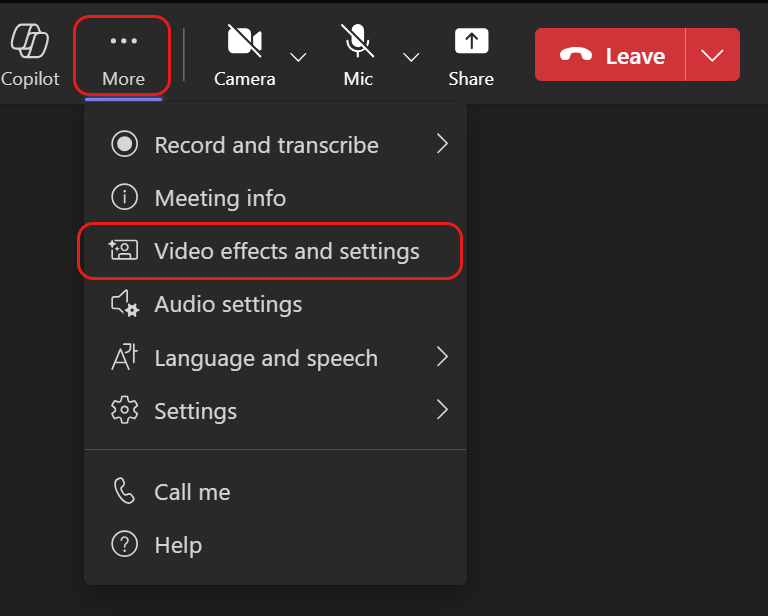 Copilot
More
Camera
Mic
Share
Leave
Record and transcribe
Meeting info
Video effects and settings
Audio settings
Language and speech
Settings
Call me
Help